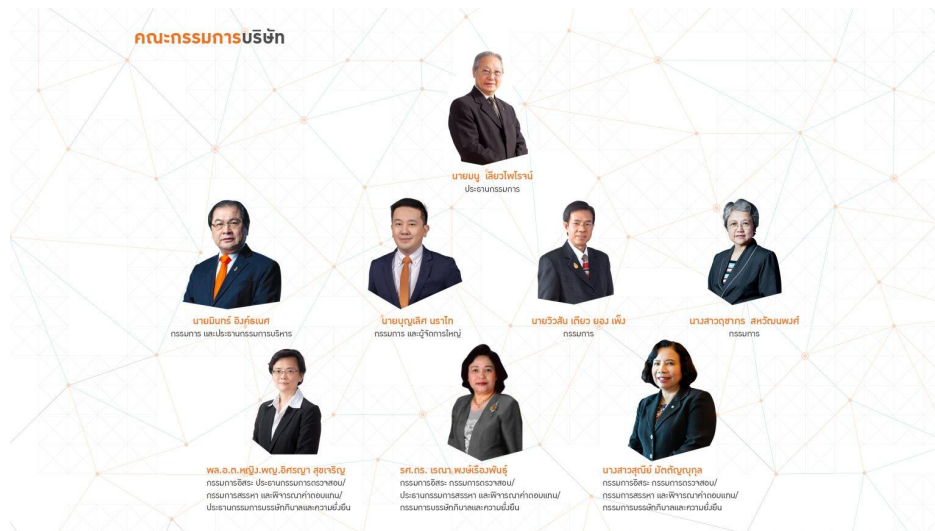 คณะกรรมการบริษัท
นายมนู เลียวไพโรจน์
ประธานกรรมการ
นายมินทร์ อิงค์ธเนศ
กรรมการ และประธานกรรมการบริหาร
นายบุญเลิศ นราไท
กรรมการ และผู้จัดการใหญ่
นายวิวสัน เตียว ยอง เพ็ง
กรรมการ
นางสาวฤชากร สหวัฒนพงศ์
กรรมการ
พล.อ.ต.หญิง.พญ.อิศรญา สุขเจริญ
กรรมการอิสระ ประธานกรรมการตรวจสอบ/
กรรมการสรรหา และพิจารณาค่าตอบแทน/
ประธานกรรมการบรรษัทภิบาลและความยั่งยืน
รศ.ดร. เรณา พงษ์เรืองพันธุ์
กรรมการอิสระ กรรมการตรวจสอบ/
ประธานกรรมการสรรหา และพิจารณาค่าตอบแทน/
กรรมการบรรษัทภิบาลและความยั่งยืน
นางสาวสุณีย์ มัตตัญญุกุล
กรรมการอิสระ กรรมการตรวจสอบ/
กรรมการสรรหา และพิจารณาค่าตอบแทน/
กรรมการบรรษัทภิบาลและความยั่งยืน